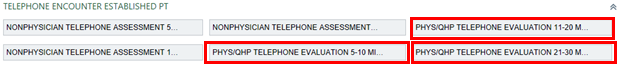 TELEPHONE ENCOUNTER ESTABLISHED PT
NONPHYSICIAN TELEPHONE ASSESSMENT 5... NONPHYSICIAN TELEPHONE ASSESSMENT... PHYS/QHP TELEPHONE EVALUATION 11-20 M...
NONPHYSICIAN TELEPHONE ASSESSMENT 1... PHYS/QHP TELEPHONE EVALUATION 5-10 MI... PHYS/QHP TELEPHONE EVALUATION 21-30 M...